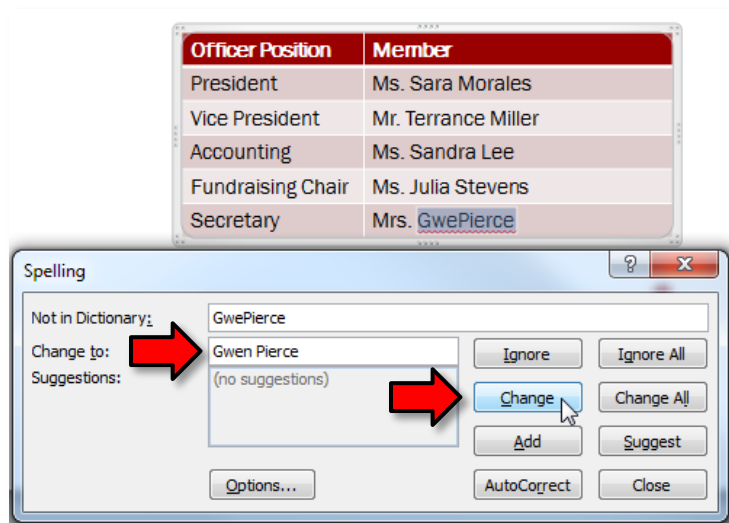 Officer Position Member
President Ms. Sara Morales
Vice President Mr. Terrance Miller
Accounting Ms. Sandra Lee
Fundraising Chair Ms. Julia Stevens
Secretary Mrs. GwePierce
Spelling
? X
Not in Dictionary: GwePierce
Change to: Gwen Pierce Ignore Ignore All
Suggestions: (no suggestions)
Change Change All
Add Suggest
Options... AutoCorrect Close